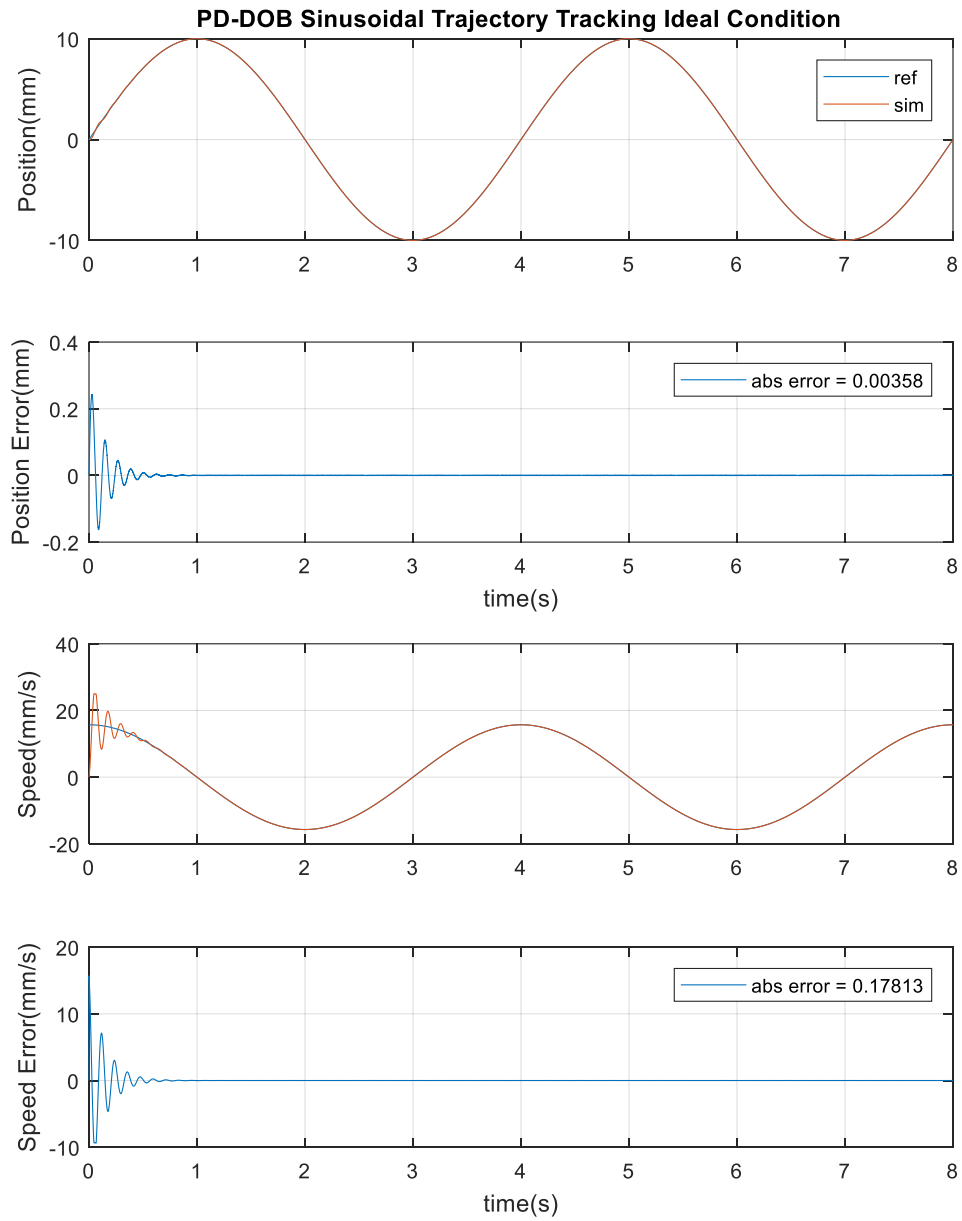 PD-DOB Sinusoidal Trajectory Tracking Ideal Condition
Position(mm)
10
0
-10
ref
sim
0 1 2 3 4 5 6 7 8
Position Error(mm)
0.4
0.2
0
-0.2
abs error = 0.00358
0 1 2 3 4 5 6 7 8
time(s)
Speed(mm/s)
40
20
0
-20
0 1 2 3 4 5 6 7 8
Speed Error(mm/s)
20
10
0
-10
abs error = 0.17813
0 1 2 3 4 5 6 7 8
time(s)